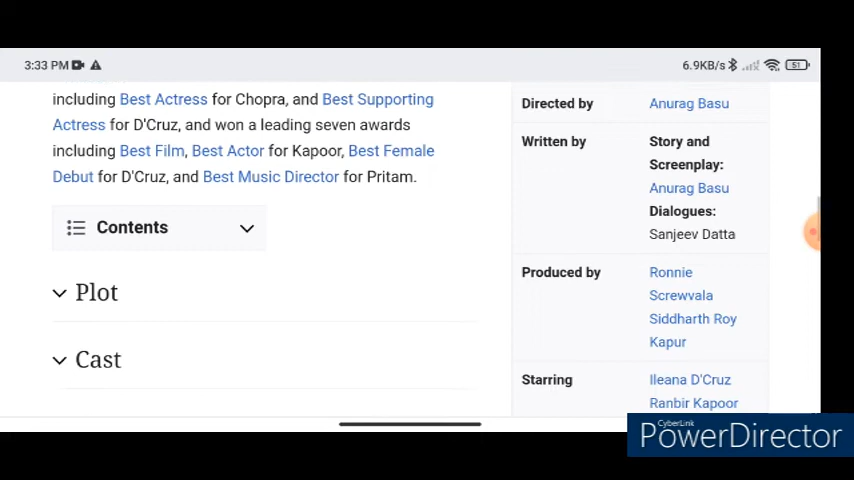 3:33 PM
6.9KB/s
51
including Best Actress for Chopra, and Best Supporting
Actress for D'Cruz, and won a leading seven awards
including Best Film, Best Actor for Kapoor, Best Female
Debut for D'Cruz, and Best Music Director for Pritam.
Contents
Plot
Cast
Directed by
Anurag Basu
Written by
Story and
Screenplay:
Anurag Basu
Dialogues:
Sanjeev Datta
Produced by
Ronnie
Screwvala
Siddharth Roy
Kapur
Starring
Ileana D'Cruz
Ranbir Kapoor
CyberLink
PowerDirector